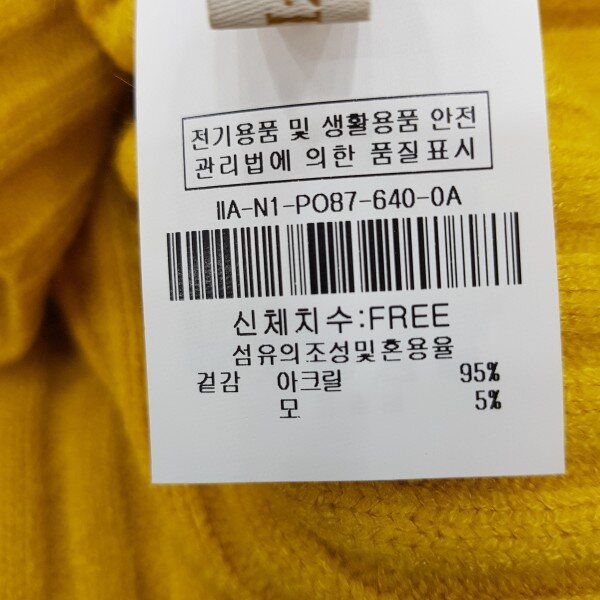 전기용품 및 생활용품 안전
관리법에 의한 품질표시
IIA-N1-PO87-640-0A
신체치수:FREE
섬유의조성및혼용율
겉감 아크릴 95%
모 5%